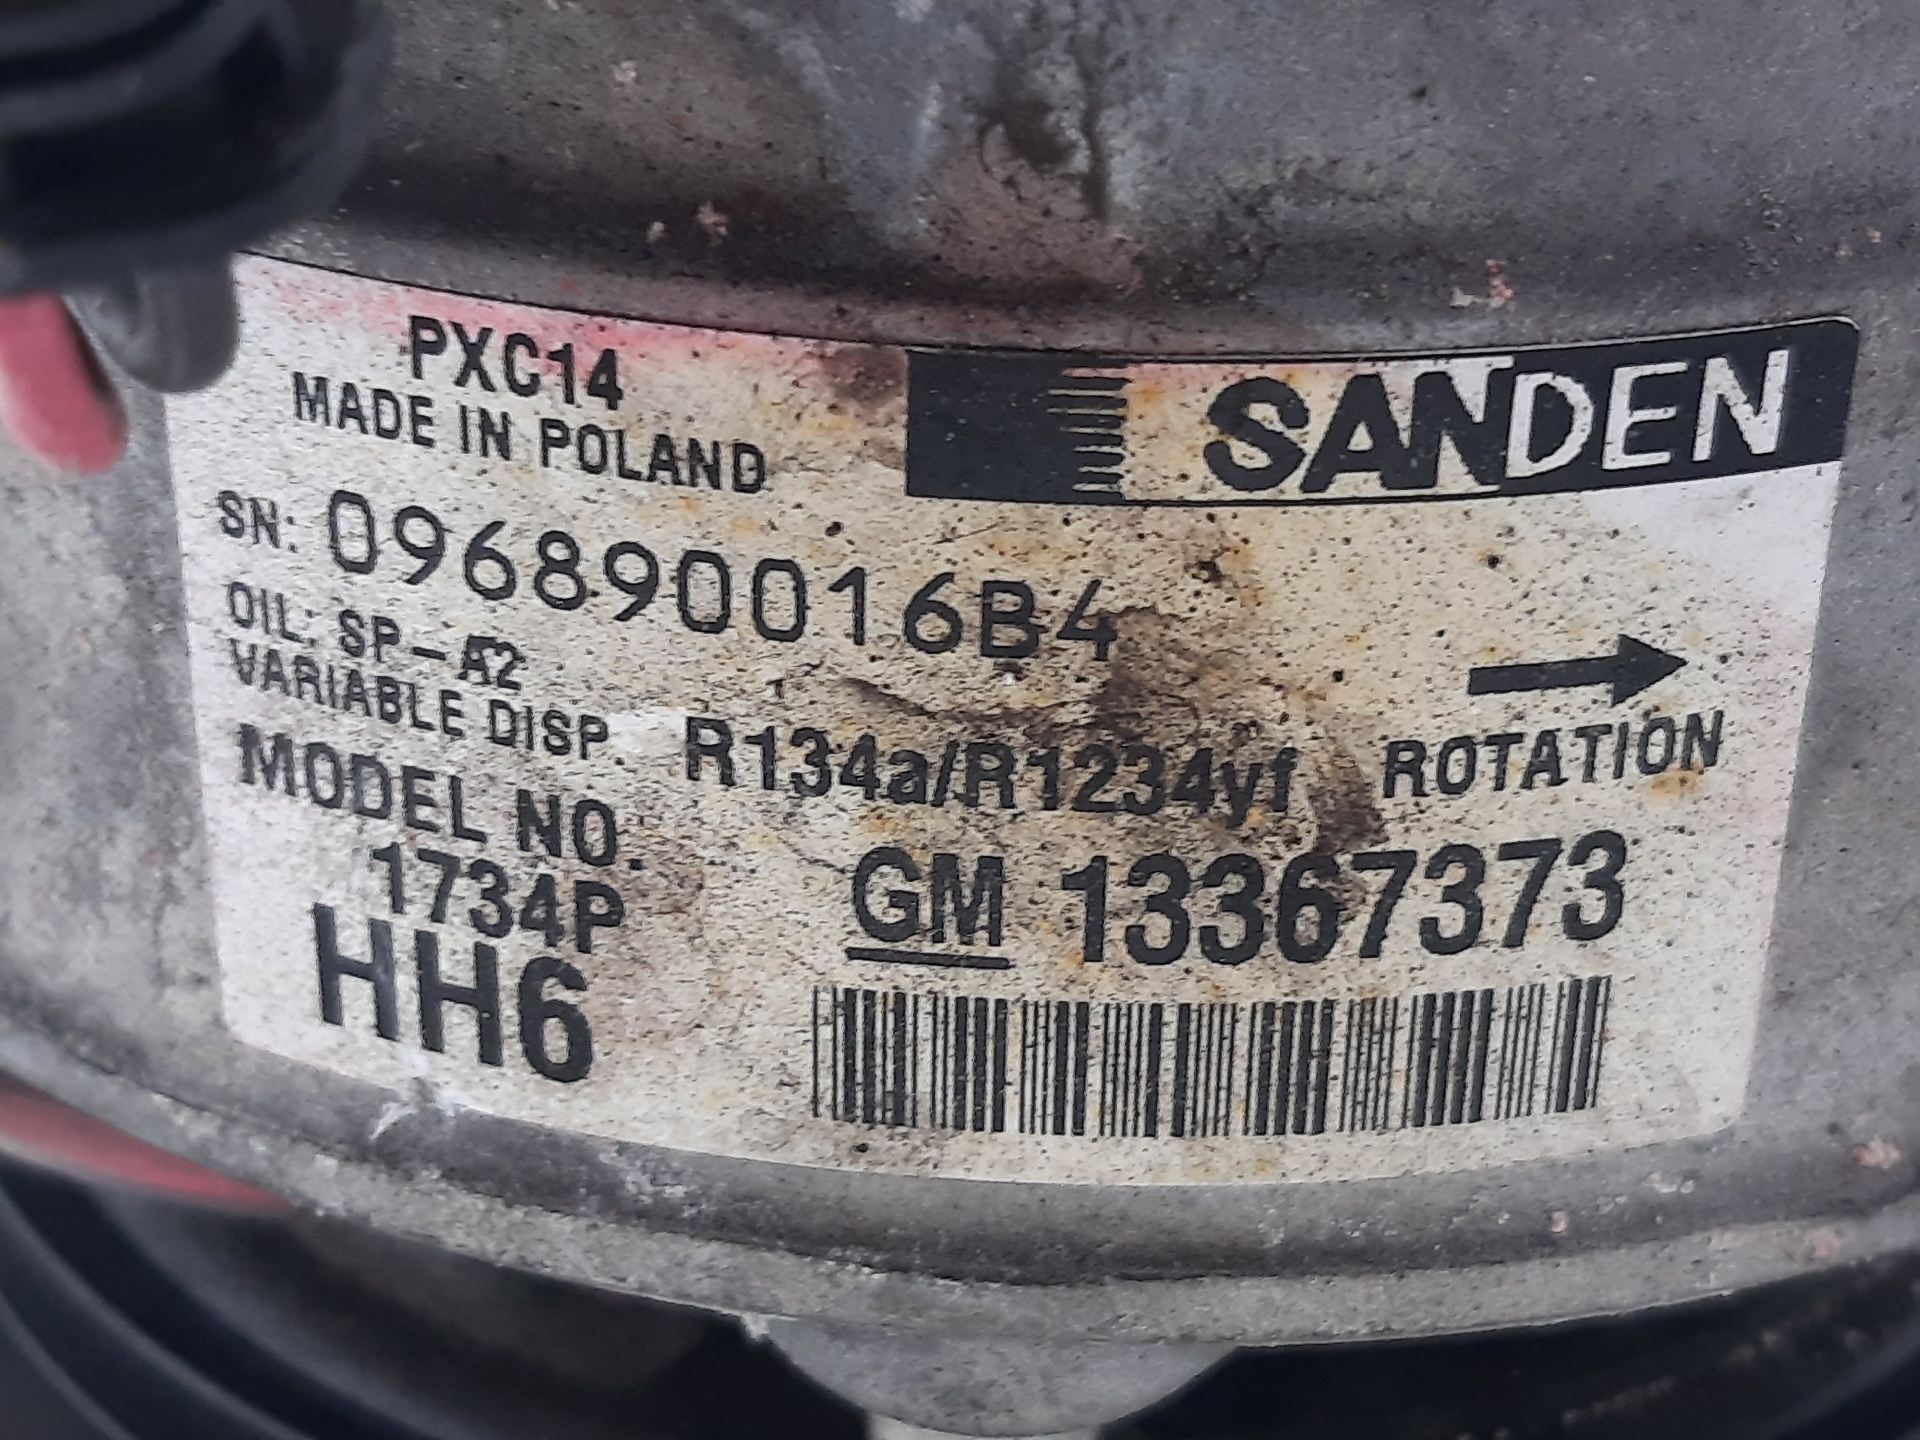 PXC14
MADE IN POLAND
SANDEN
SN: 096890016B4
OIL: SP-A2
VARIABLE DISP.
R134a/R1234yf
ROTATION
MODEL NO.:
1734P
HH6
GM 13367373